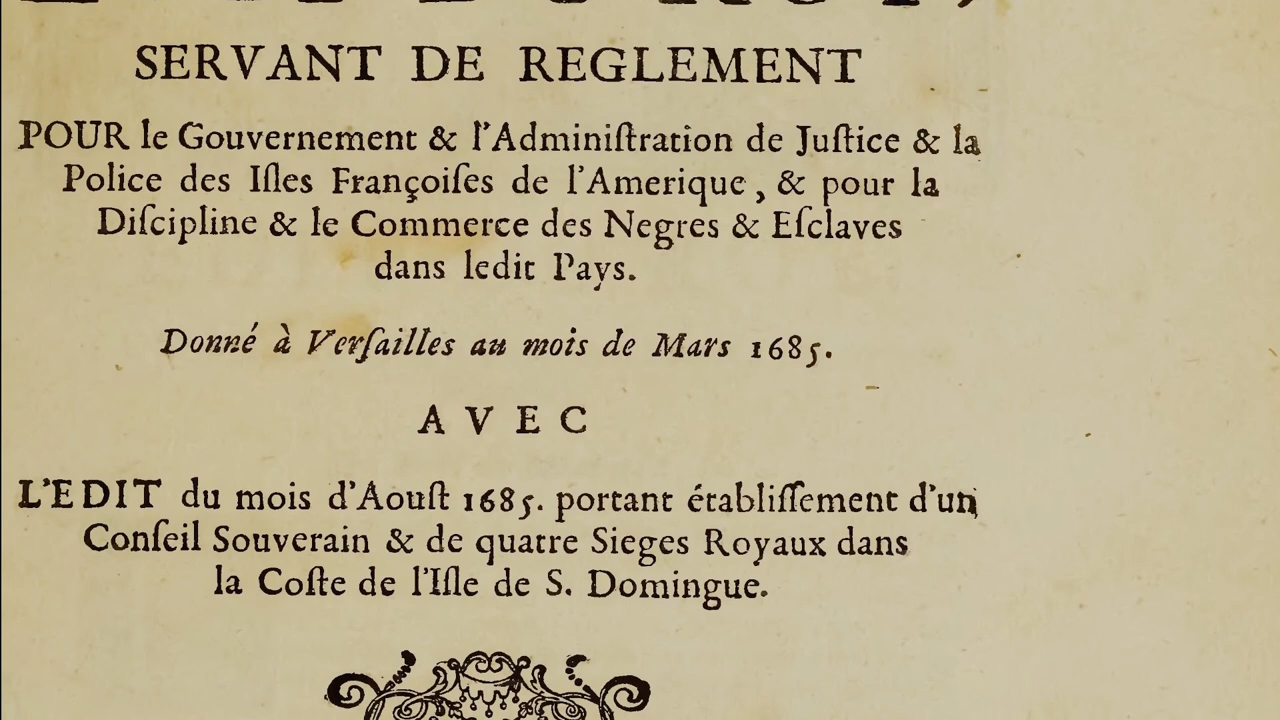 SERVANT DE REGLEMENT
POUR le Gouvernement & l'Adminiſtration de Juſtice & la
Police des Iſles Françoiſes de l'Amerique, & pour la
Diſcipline & le Commerce des Negres & Eſclaves
dans ledit Pays.
Donné à Verſailles au mois de Mars 1685.
AVEC
L'EDIT du mois d'Aouſt 1685. portant établiſſement d'un
Conſeil Souverain & de quatre Sieges Royaux dans
la Coſte de l'Iſle de S. Domingue.